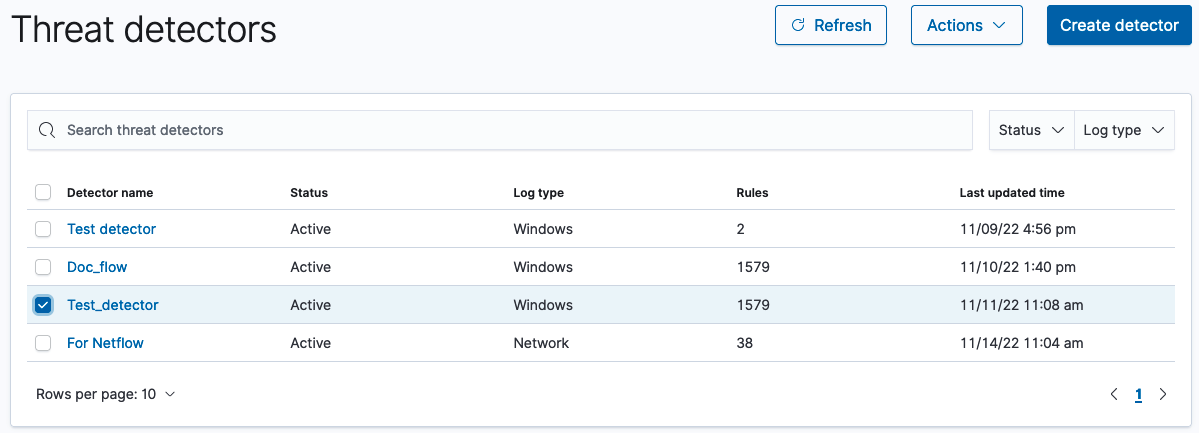 Threat detectors
Refresh
Actions
Create detector
Search threat detectors
Status
Log type
Detector name Status Log type Rules Last updated time
Test detector Active Windows 2 11/09/22 4:56 pm
Doc_flow Active Windows 1579 11/10/22 1:40 pm
Test_detector Active Windows 1579 11/11/22 11:08 am
For Netflow Active Network 38 11/14/22 11:04 am
Rows per page: 10
1